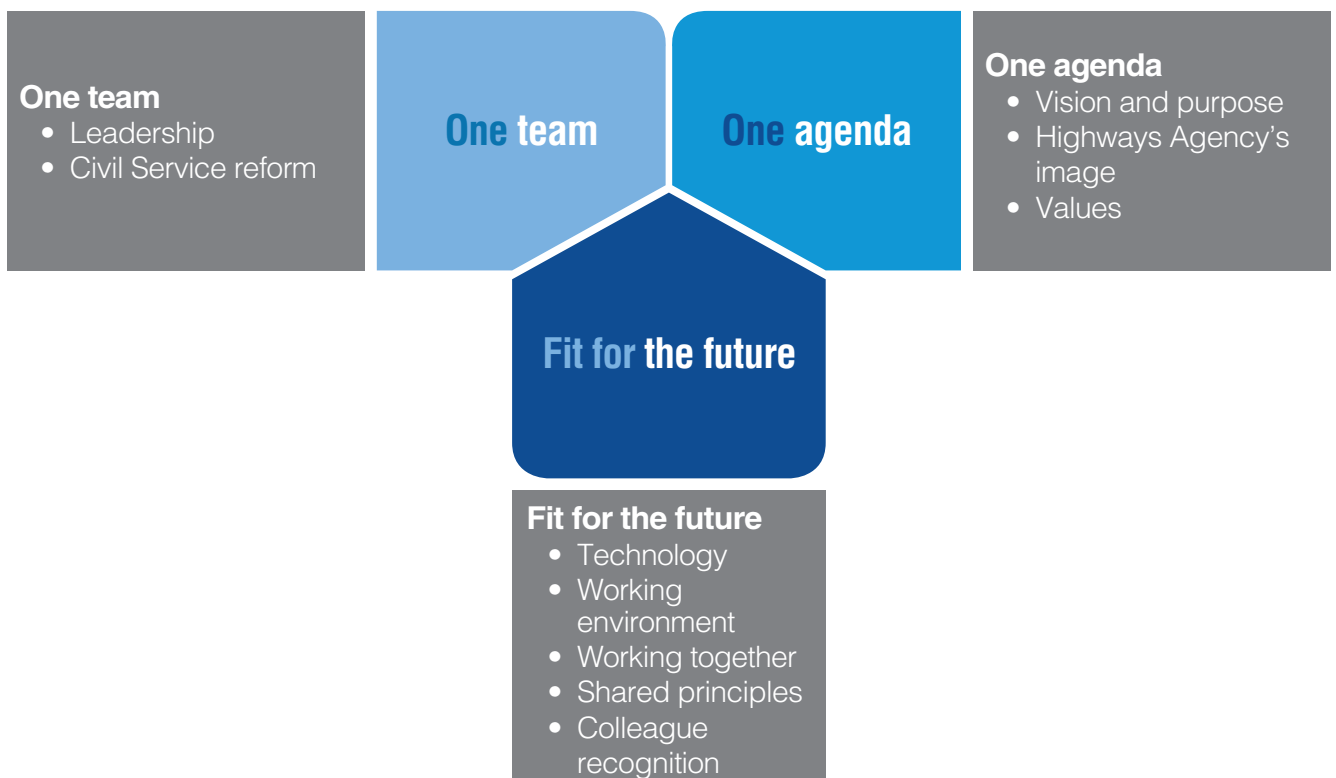 One team
• Leadership
• Civil Service reform
One team
One agenda
One agenda
• Vision and purpose
• Highways Agency's
image
• Values
Fit for the future
Fit for the future
• Technology
• Working
environment
• Working together
• Shared principles
• Colleague
recognition